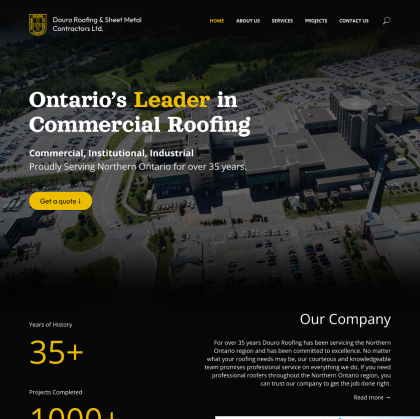 Douro Roofing & Sheet Metal
Contractors Ltd.
HOME ABOUT US SERVICES PROJECTS CONTACT US
Ontario's Leader in
Commercial Roofing
Commercial, Institutional, Industrial
Proudly Serving Northern Ontario for over 35 years.
Get a quote ↓
Years of History
35+
Projects Completed
1000+
Our Company
For over 35 years Douro Roofing has been servicing the Northern
Ontario region and has been committed to excellence. No matter
what your roofing needs may be, our courteous and knowledgeable
team promises professional service on everything we do. If you need
professional roofers throughout the Northern Ontario region, you
can trust our company to get the job done right.
Read more →